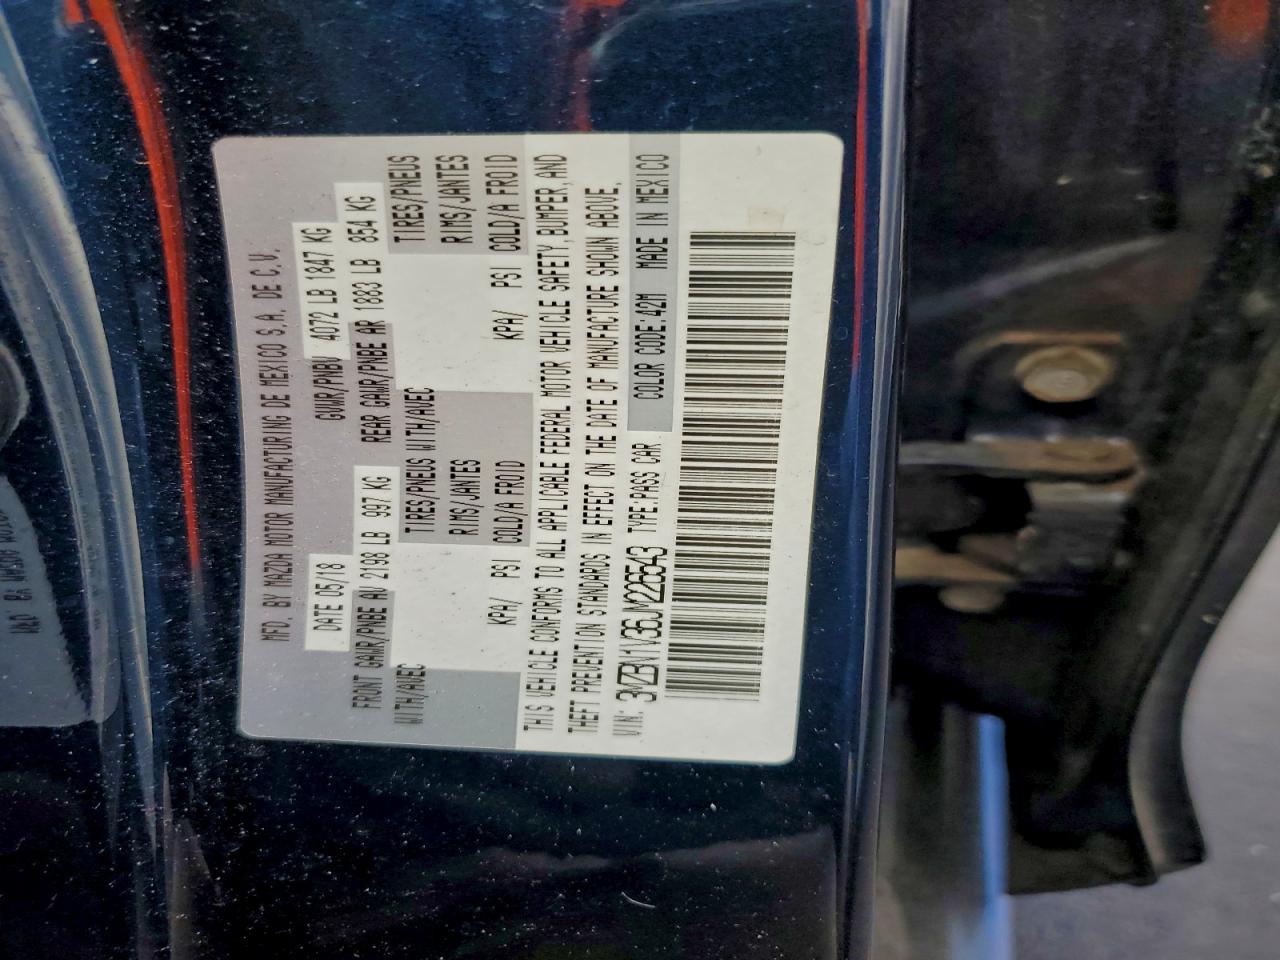 MFD. BY MAZDA MOTOR MANUFACTURING DE MEXICO S.A. DE C.V.
DATE 05/18 GVWR/PNBV 4072 LB 1847 KG
FRONT GAWR/PNBE AV 2198 LB 997 KG REAR GAWR/PNBE AR 1883 LB 854 KG
WITH/AVEC TIRES/PNEUS WITH/AVEC TIRES/PNEUS
RIMS/JANTES RIMS/JANTES
KPA/ PSI COLD/A FROID KPA/ PSI COLD/A FROID
THIS VEHICLE CONFORMS TO ALL APPLICABLE FEDERAL MOTOR VEHICLE SAFETY, BUMPER, AND
THEFT PREVENTION STANDARDS IN EFFECT ON THE DATE OF MANUFACTURE SHOWN ABOVE.
VIN: 3MZBN1V36JM226543 TYPE:PASS CAR COLOR CODE:42M MADE IN MEXICO